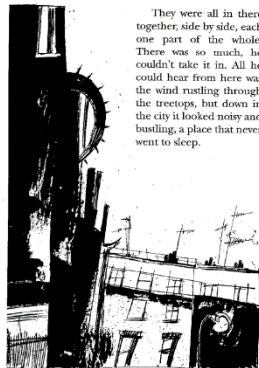 They were all in there
together, side by side, each
one part of the whole.
There was so much, he
couldn't take it in. All he
could hear from here was
the wind rustling through
the treetops, but down in
the city it looked noisy and
bustling, a place that never
went to sleep.